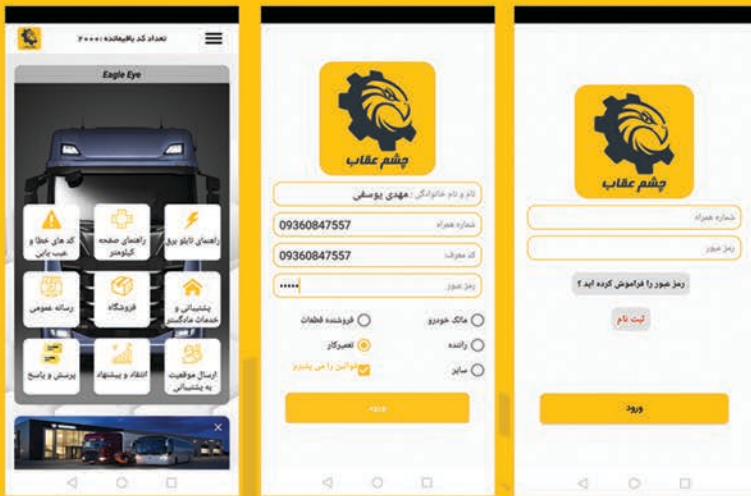 تعداد کد باقیمانده :۲۰۰۰۰
Eagle Eye
راهنمای تابلو برق
راهنمای صفحه کیلومتر
کد های خطا و عیب یابی
پشتیبانی و خدمات مادگستر
فروشگاه
رسانه عمومی
ارسال موقعیت به پشتیبانی
انتقاد و پیشنهاد
پرسش و پاسخ
چشم عقاب
نام و نام خانوادگی : مهدی یوسفی
شماره همراه 09360847557
کد معرف: 09360847557
رمز عبور •••••
مالک خودرو
فروشنده قطعات
راننده
تعمیرکار
سایر
قوانین را می پذیرم
ورود
چشم عقاب
شماره همراه
رمز عبور
رمز عبور را فراموش کرده اید ؟
ثبت نام
ورود